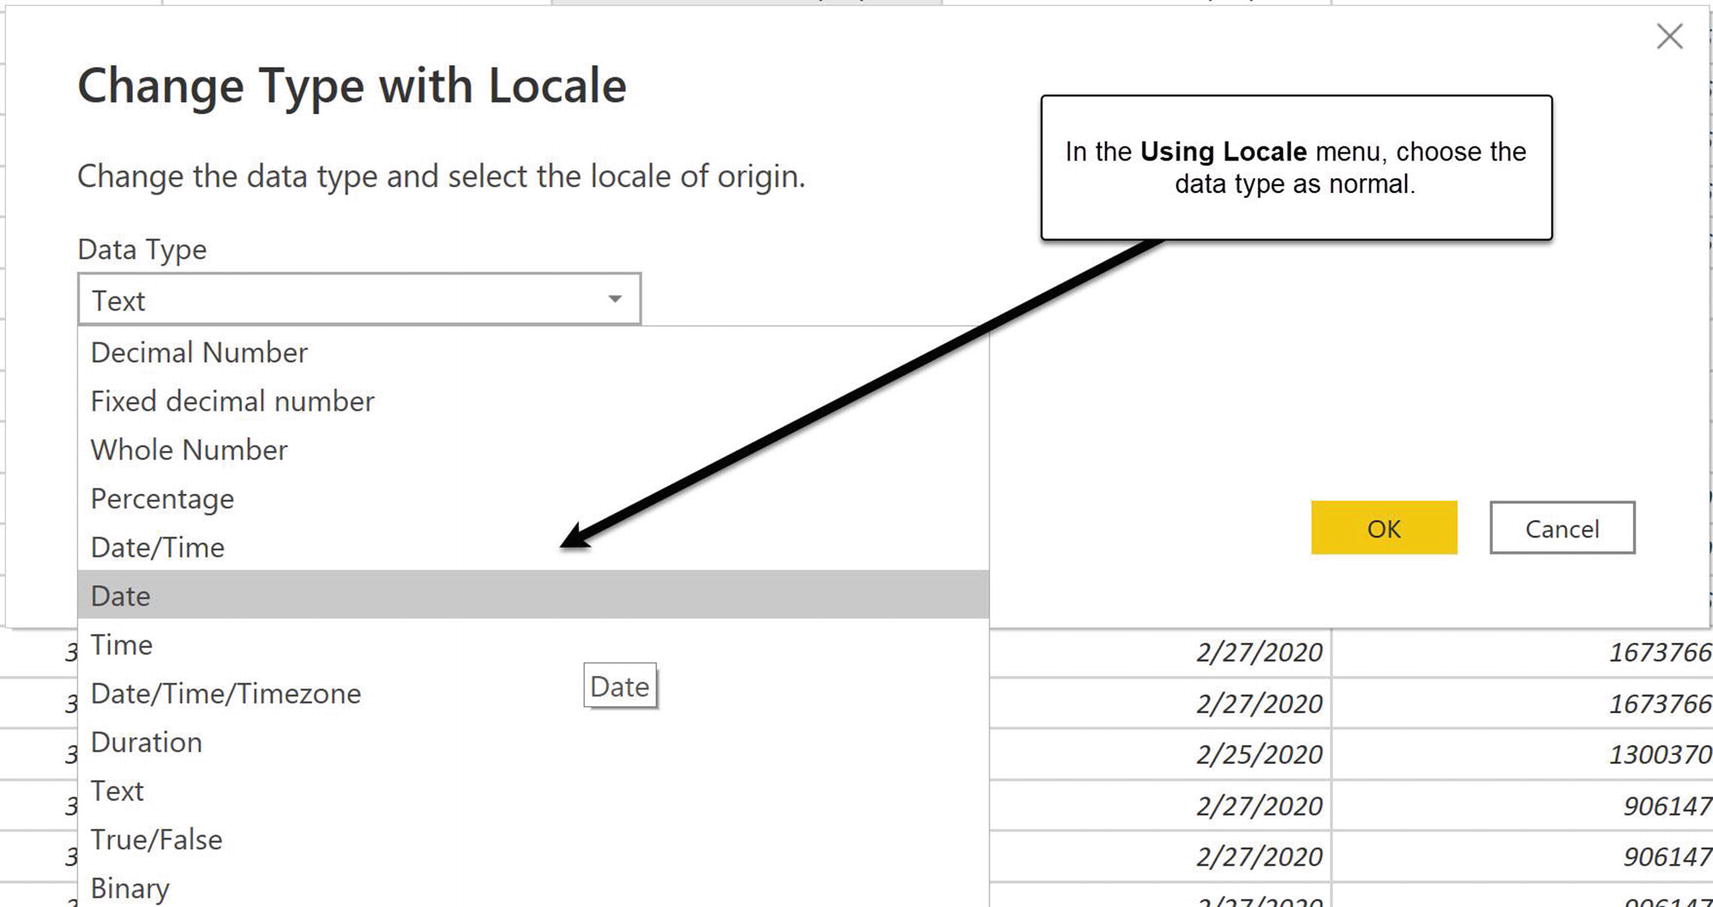 Change Type with Locale
In the Using Locale menu, choose the
data type as normal.
Change the data type and select the locale of origin.
Data Type
Text
Decimal Number
Fixed decimal number
Whole Number
Percentage
Date/Time
OK
Cancel
Date
Time
3
2/27/2020
1673766
Date
Date/Time/Timezone
3
2/27/2020
1673766
Duration
3
2/25/2020
1300370
Text
3
2/27/2020
906147
True/False
3
2/27/2020
906147
Binary